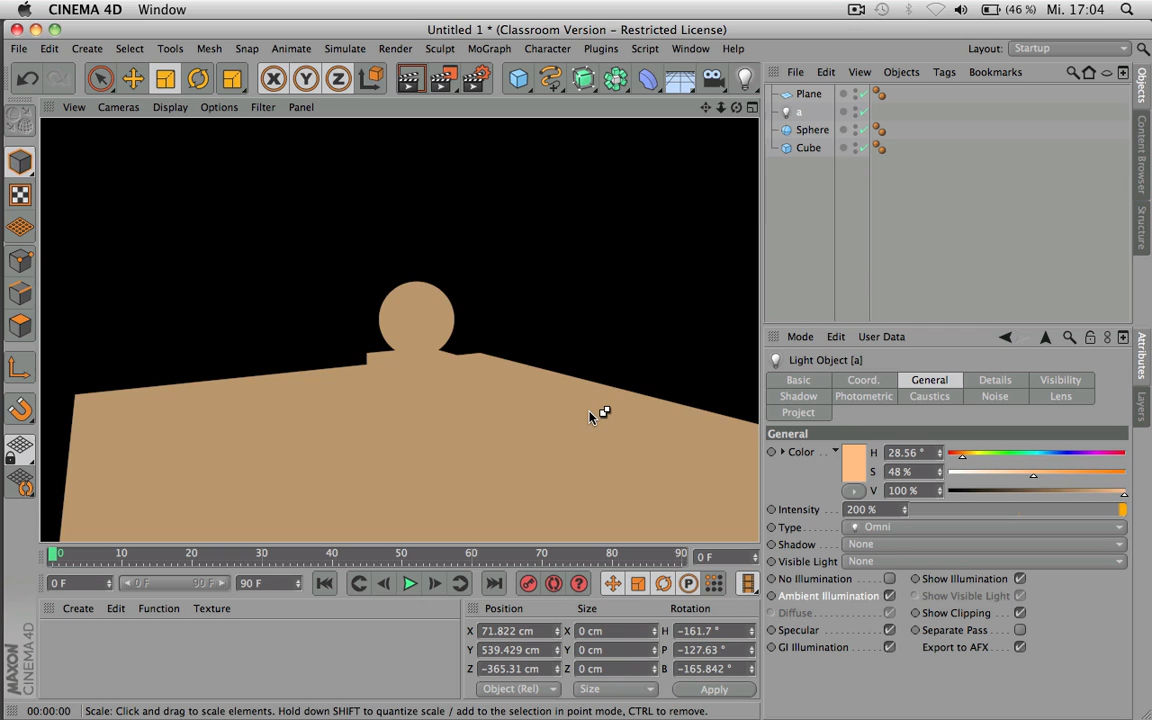 CINEMA 4D Window (46 %) Mi. 17:04
Untitled 1 * (Classroom Version - Restricted License)
File Edit Create Select Tools Mesh Snap Animate Simulate Render Sculpt MoGraph Character Plugins Script Window Help Layout: Startup
X Y Z
View Cameras Display Options Filter Panel
File Edit View Objects Tags Bookmarks
Plane
a
Sphere
Cube
Objects
Content Browser
Structure
Mode Edit User Data
Light Object [a]
Basic Coord. General Details Visibility
Shadow Photometric Caustics Noise Lens
Project
Attributes
Layers
General
Color . . H 28.56 °
S 48 %
V 100 %
Intensity 200 %
Type . . . . Omni
Shadow . . None
Visible Light None
No Illumination Show Illumination
Ambient Illumination Show Visible Light
Diffuse . . . . Show Clipping
Specular . . . Separate Pass
GI Illumination Export to AFX
0 10 20 30 40 50 60 70 80 90 0 F
0 F 0 F 90 F 90 F
P
Create Edit Function Texture
Position Size Rotation
X 71.822 cm X 0 cm H -161.7 °
Y 539.429 cm Y 0 cm P -127.63 °
Z -365.31 cm Z 0 cm B -165.842 °
Object (Rel) Size Apply
MAXON
CINEMA 4D
00:00:00 Scale: Click and drag to scale elements. Hold down SHIFT to quantize scale / add to the selection in point mode, CTRL to remove.